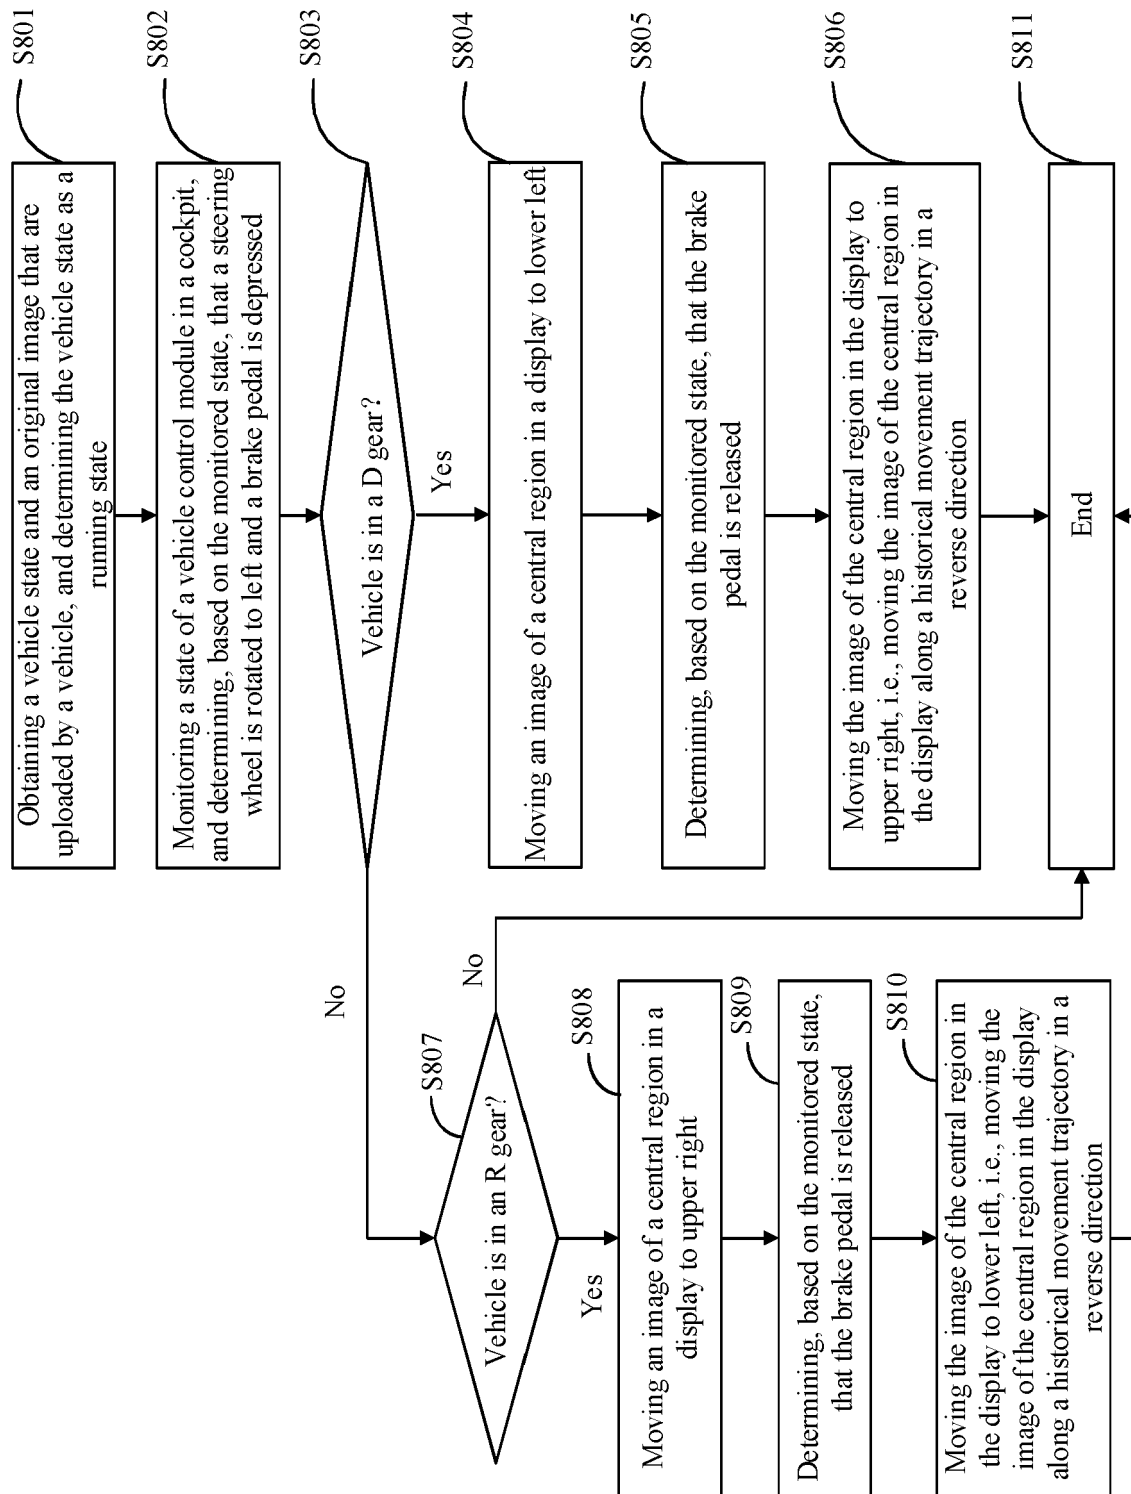 S801
Obtaining a vehicle state and an original image that are
uploaded by a vehicle, and determining the vehicle state as a
running state
S802
Monitoring a state of a vehicle control module in a cockpit,
and determining, based on the monitored state, that a steering
wheel is rotated to left and a brake pedal is depressed
S803
Vehicle is in a D gear?
Yes
No
S804
Moving an image of a central region in a display to lower left
S805
Determining, based on the monitored state, that the brake
pedal is released
S806
Moving the image of the central region in the display to
upper right, i.e., moving the image of the central region in
the display along a historical movement trajectory in a
reverse direction
S807
Vehicle is in an R gear?
No
Yes
S808
Moving an image of a central region in a
display to upper right
S809
Determining, based on the monitored state,
that the brake pedal is released
S810
Moving the image of the central region in
the display to lower left, i.e., moving the
image of the central region in the display
along a historical movement trajectory in a
reverse direction
S811
End